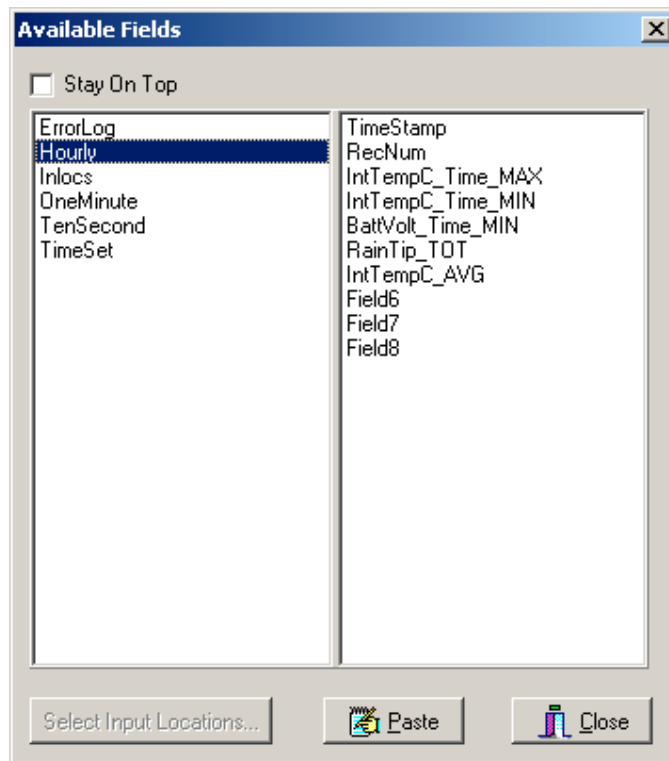 Available Fields
Stay On Top
ErrorLog
Hourly
Inlocs
OneMinute
TenSecond
TimeSet
TimeStamp
RecNum
IntTempC_Time_MAX
IntTempC_Time_MIN
BattVolt_Time_MIN
RainTip_TOT
IntTempC_AVG
Field6
Field7
Field8
Select Input Locations...
Paste
Close